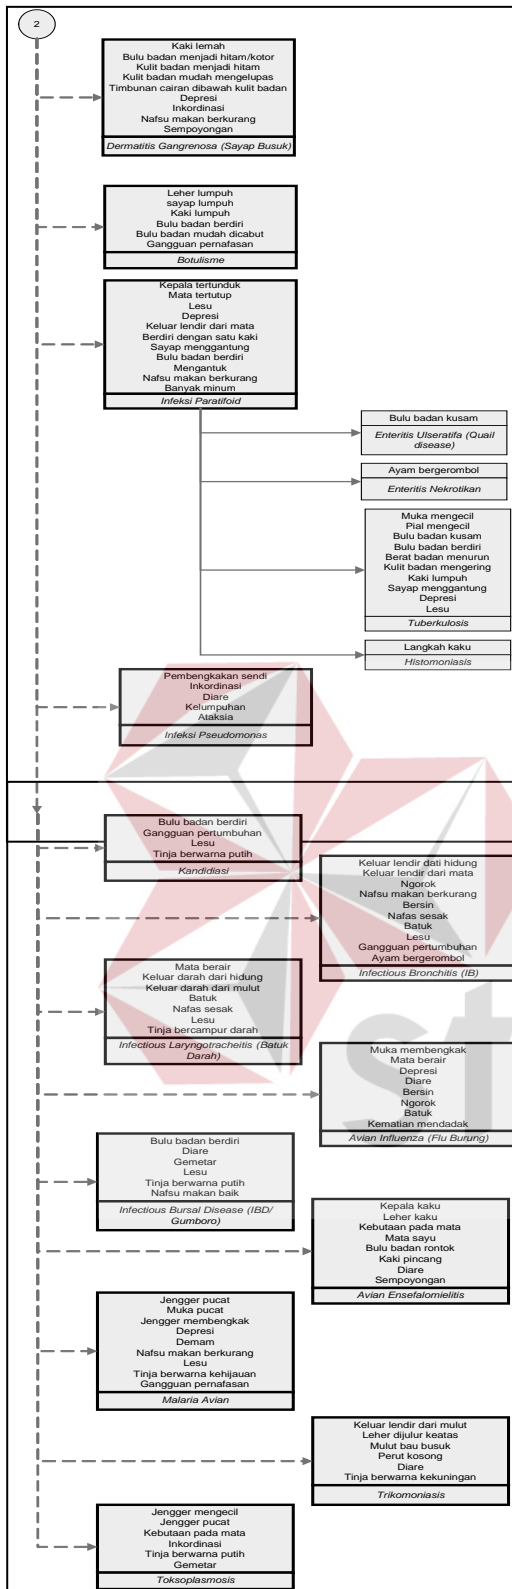 2
Kaki lemah
Bulu badan menjadi hitam/kotor
Kulit badan menjadi hitam
Kulit badan mudah mengelupas
Timbunan cairan dibawah kulit badan
Depresi
Inkordinasi
Nafsu makan berkurang
Sempoyongan
Dermatitis Gangrenosa (Sayap Busuk)
Leher lumpuh
sayap lumpuh
Kaki lumpuh
Bulu badan berdiri
Bulu badan mudah dicabut
Gangguan pernafasan
Botulisme
Kepala tertunduk
Mata tertutup
Lesu
Depresi
Keluar lendir dari mata
Berdiri dengan satu kaki
Sayap menggantung
Bulu badan berdiri
Mengantuk
Nafsu makan berkurang
Banyak minum
Infeksi Paratifoid
Bulu badan kusam
Enteritis Ulseratifa (Quail
disease)
Ayam bergerombol
Enteritis Nekrotikan
Muka mengecil
Pial mengecil
Bulu badan kusam
Bulu badan berdiri
Berat badan menurun
Kulit badan mengering
Kaki lumpuh
Sayap menggantung
Depresi
Lesu
Tuberkulosis
Langkah kaku
Histomoniasis
Pembengkakan sendi
Inkordinasi
Diare
Kelumpuhan
Ataksia
Infeksi Pseudomonas
Bulu badan berdiri
Gangguan pertumbuhan
Lesu
Tinja berwarna putih
Kandidiasi
Keluar lendir dati hidung
Keluar lendir dari mata
Ngorok
Nafsu makan berkurang
Bersin
Nafas sesak
Batuk
Lesu
Gangguan pertumbuhan
Ayam bergerombol
Infectious Bronchitis (IB)
Mata berair
Keluar darah dari hidung
Keluar darah dari mulut
Batuk
Nafas sesak
Lesu
Tinja bercampur darah
Infectious Laryngotracheitis (Batuk
Darah)
Muka membengkak
Mata berair
Depresi
Diare
Bersin
Ngorok
Batuk
Kematian mendadak
Avian Influenza (Flu Burung)
Bulu badan berdiri
Diare
Gemetar
Lesu
Tinja berwarna putih
Nafsu makan baik
Infectious Bursal Disease (IBD/
Gumboro)
Kepala kaku
Leher kaku
Kebutaan pada mata
Mata sayu
Bulu badan rontok
Kaki pincang
Diare
Sempoyongan
Avian Ensefalomielitis
Jengger pucat
Muka pucat
Jengger membengkak
Depresi
Demam
Nafsu makan berkurang
Lesu
Tinja berwarna kehijauan
Gangguan pernafasan
Malaria Avian
Keluar lendir dari mulut
Leher dijulur keatas
Mulut bau busuk
Perut kosong
Diare
Tinja berwarna kekuningan
Trikomoniasis
Jengger mengecil
Jengger pucat
Kebutaan pada mata
Inkordinasi
Tinja berwarna putih
Gemetar
Toksoplasmosis